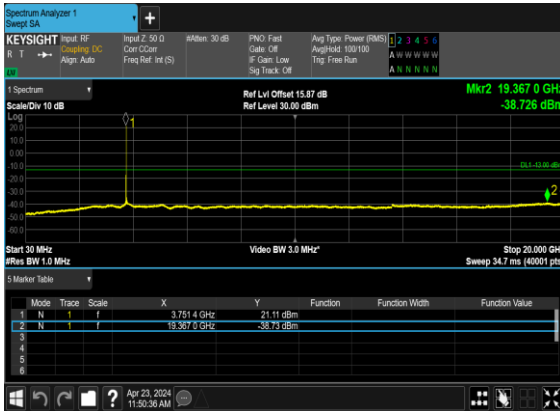 Spectrum Analyzer 1
Swept SA
KEYSIGHT Input: RF Input Z: 50 Ω #Atten: 30 dB PNO: Fast Avg Type: Power (RMS) 1 2 3 4 5 6
R T Coupling: DC Corr CCorr Gate: Off Avg|Hold: 100/100 A W W W W W
Align: Auto Freq Ref: Int (S) IF Gain: Low Trig: Free Run
Sig Track: Off A N N N N N
1 Spectrum Ref Lvl Offset 15.87 dB Mkr2 19.367 0 GHz
Scale/Div 10 dB Ref Level 30.00 dBm -38.726 dBm
Log
1
20.0
10.0
0.00
-10.0
DL1 -13.00 dBm
-20.0
-30.0
2
-40.0
-50.0
-60.0
Start 30 MHz Video BW 3.0 MHz* Stop 20.000 GHz
#Res BW 1.0 MHz Sweep 34.7 ms (40001 pts)
5 Marker Table
Mode Trace Scale X Y Function Function Width Function Value
1 N 1 f 3.751 4 GHz 21.11 dBm
2 N 1 f 19.367 0 GHz -38.73 dBm
3
4
5
6
? Apr 23, 2024
11:50:36 AM